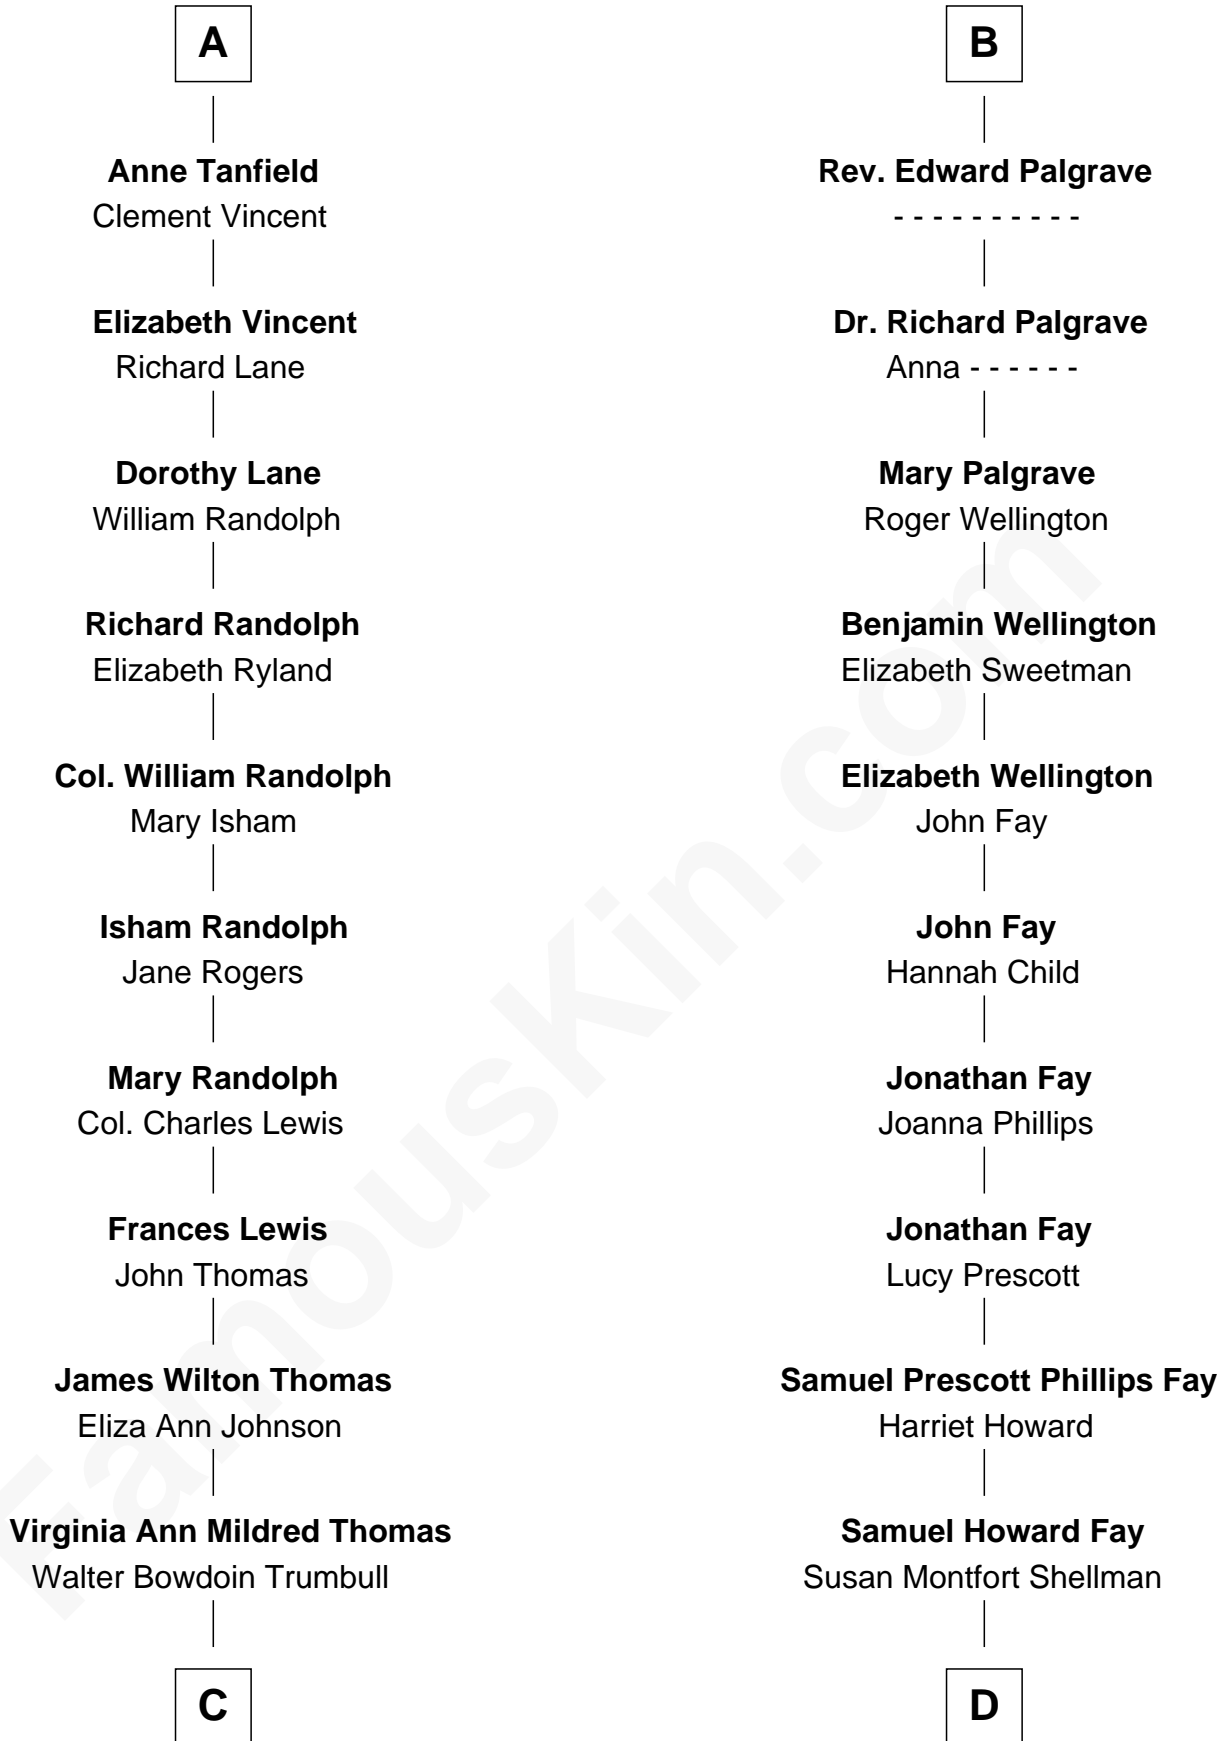 A
Anne Tanfield
Clement Vincent
Elizabeth Vincent
Richard Lane
Dorothy Lane
William Randolph
Richard Randolph
Elizabeth Ryland
Col. William Randolph
Mary Isham
Isham Randolph
Jane Rogers
Mary Randolph
Col. Charles Lewis
Frances Lewis
John Thomas
James Wilton Thomas
Eliza Ann Johnson
Virginia Ann Mildred Thomas
Walter Bowdoin Trumbull
C
B
Rev. Edward Palgrave
- - - - - - - - - -
Dr. Richard Palgrave
Anna - - - - - -
Mary Palgrave
Roger Wellington
Benjamin Wellington
Elizabeth Sweetman
Elizabeth Wellington
John Fay
John Fay
Hannah Child
Jonathan Fay
Joanna Phillips
Jonathan Fay
Lucy Prescott
Samuel Prescott Phillips Fay
Harriet Howard
Samuel Howard Fay
Susan Montfort Shellman
D
FamousKin.com